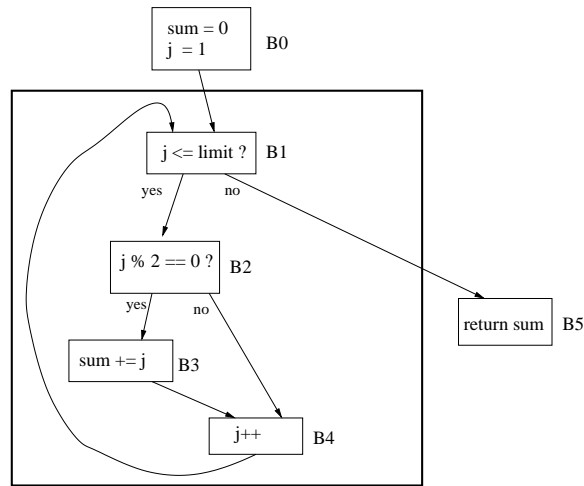 sum = 0
j = 1
B0
j <= limit ?
B1
yes
no
j % 2 == 0 ?
B2
yes
no
return sum
B5
sum += j
B3
j++
B4